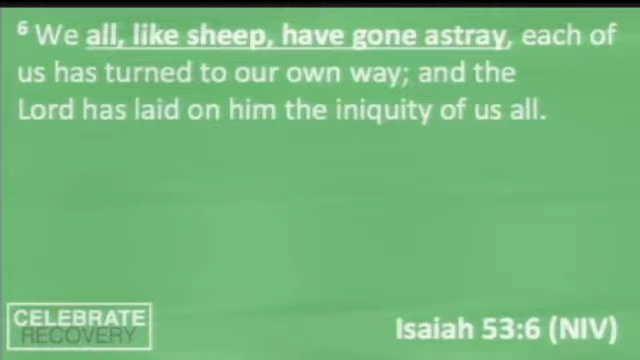 6 We all, like sheep, have gone astray, each of
us has turned to our own way; and the
Lord has laid on him the iniquity of us all.
CELEBRATE
RECOVERY
Isaiah 53:6 (NIV)